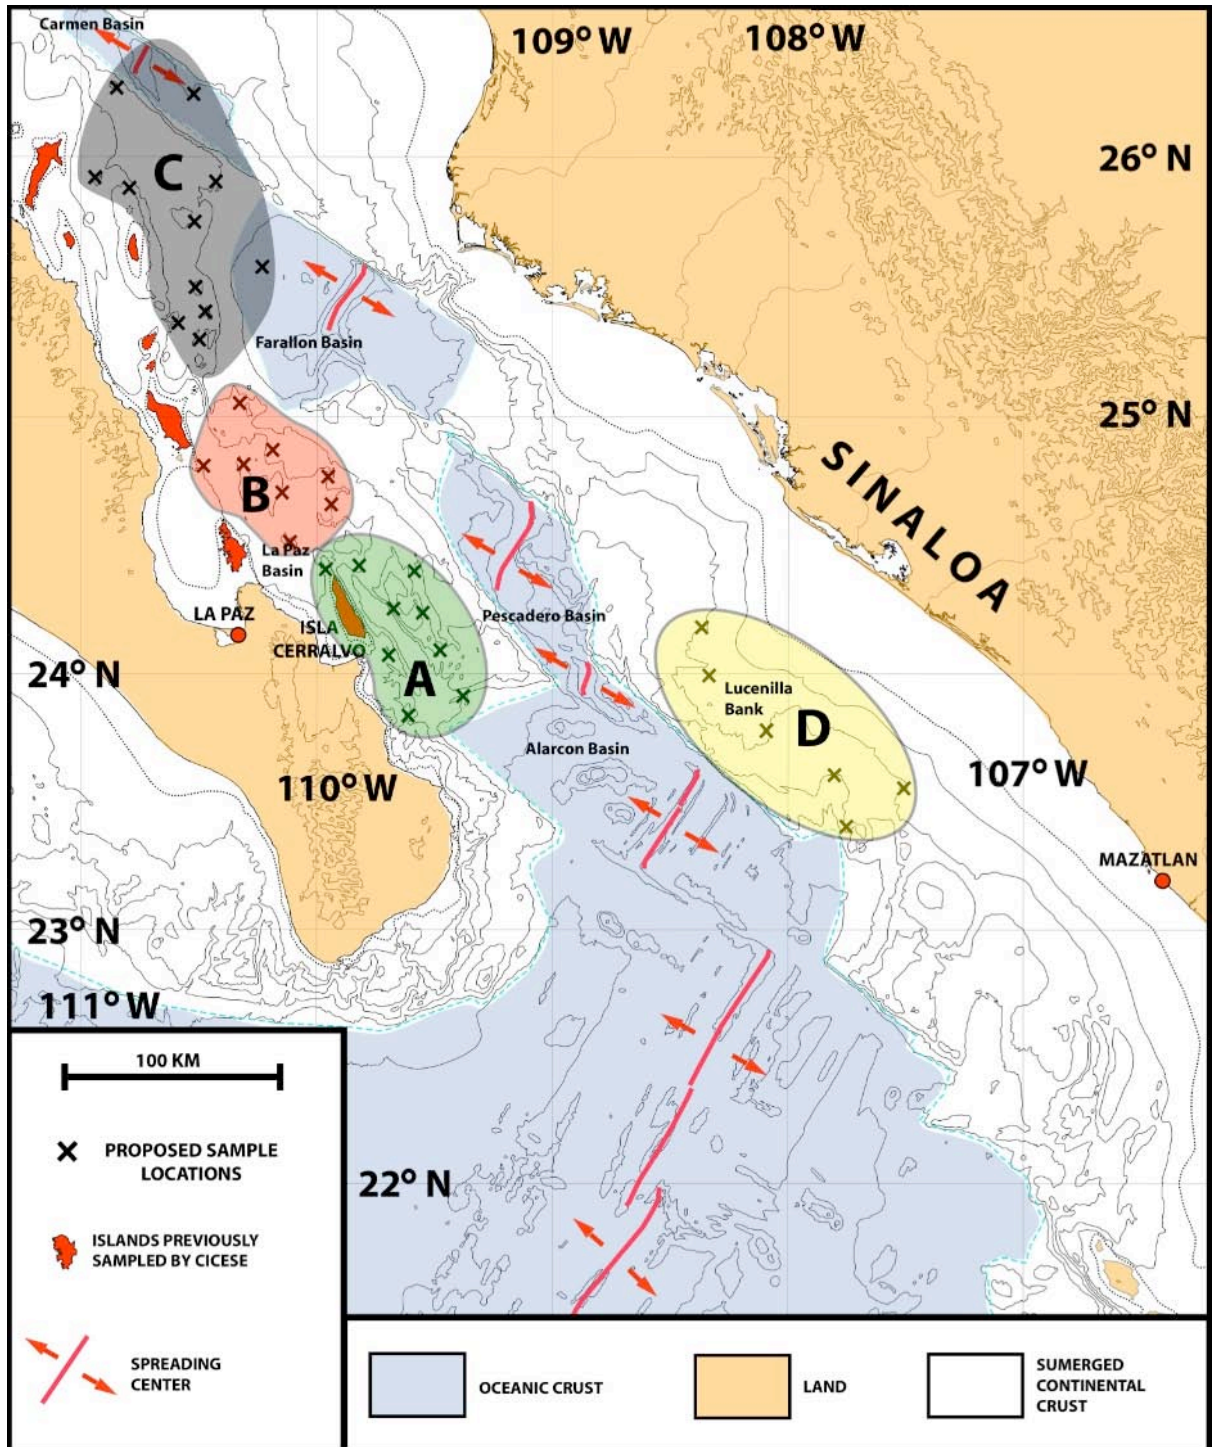 Carmen Basin
109° W
108° W
26° N
C
Farallon Basin
25° N
SINALOA
B
La Paz
Basin
LA PAZ
ISLA
CERRALVO
Pescadero Basin
24° N
A
Lucenilla
Bank
D
Alarcon Basin
110° W
107° W
MAZATLAN
23° N
111° W
22° N
100 KM
PROPOSED SAMPLE
LOCATIONS
ISLANDS PREVIOUSLY
SAMPLED BY CICESE
SPREADING
CENTER
OCEANIC CRUST
LAND
SUMERGED
CONTINENTAL
CRUST